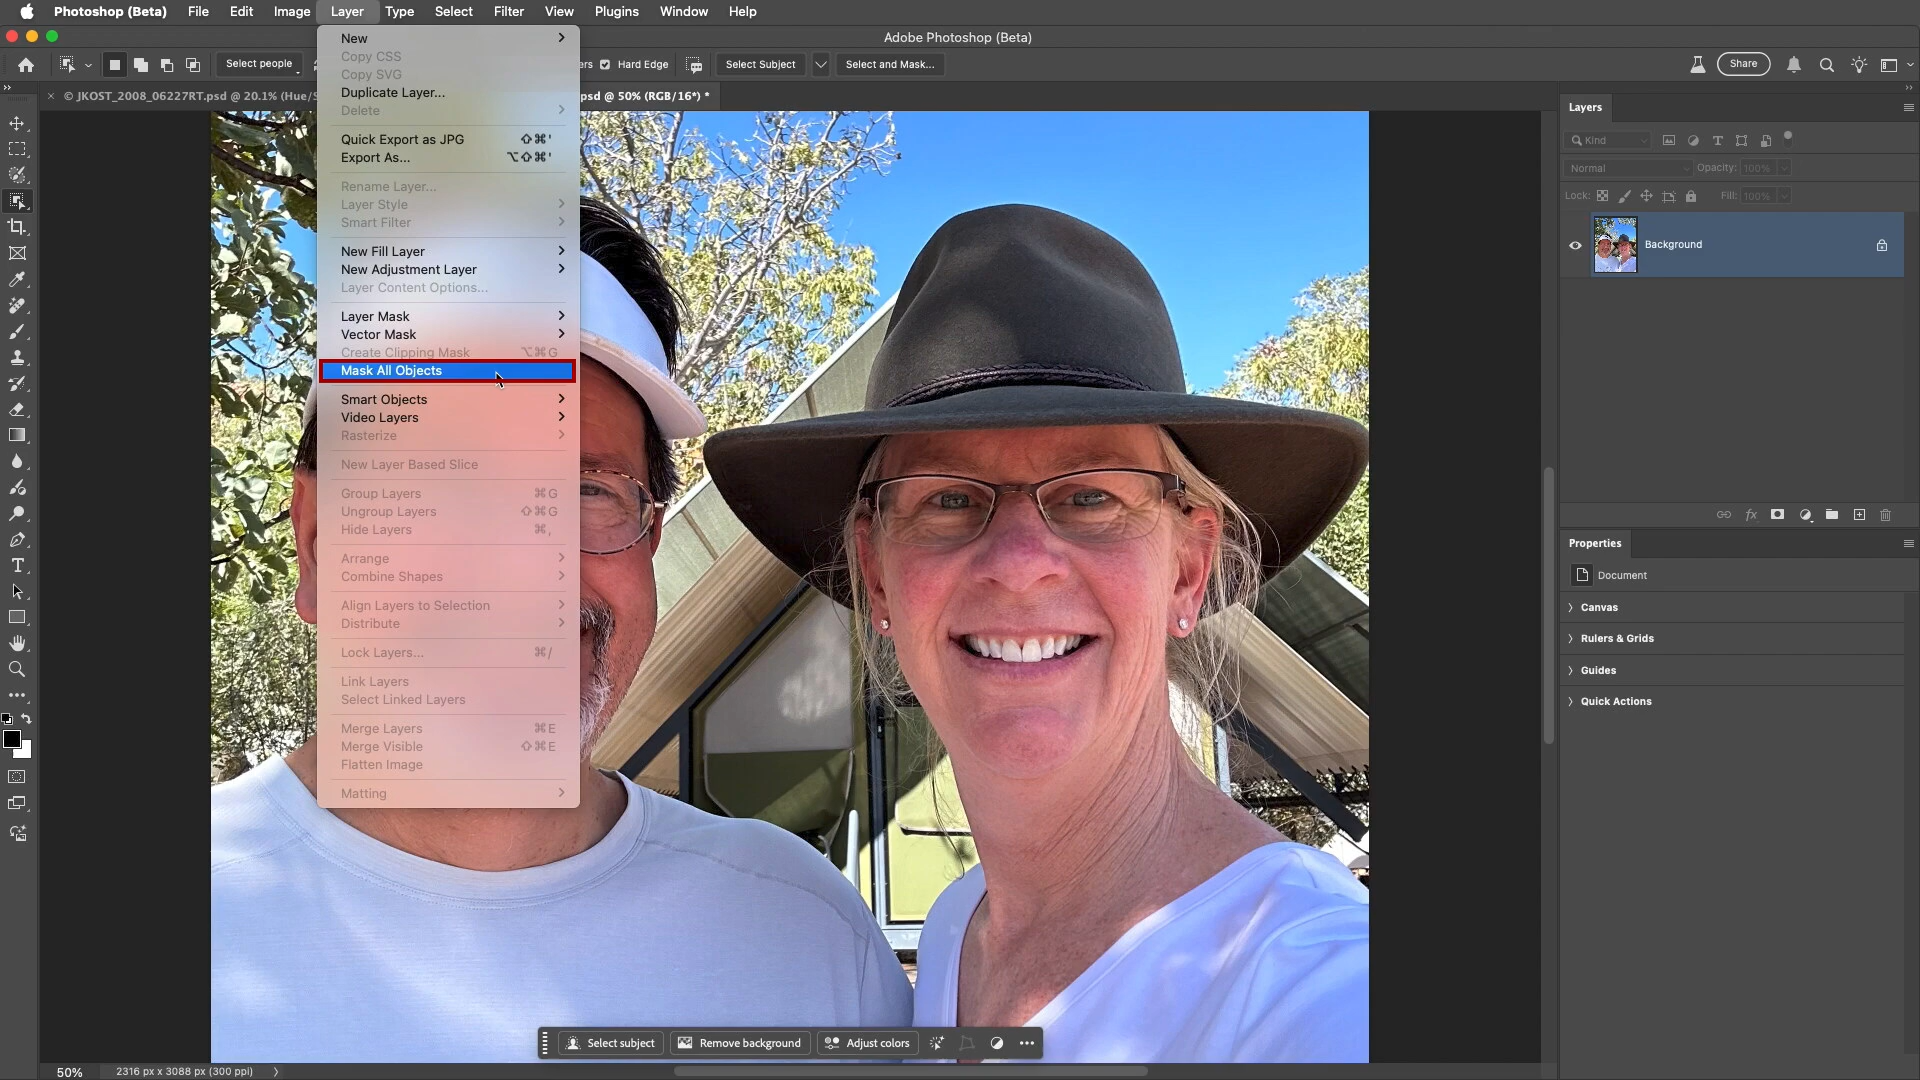 Photoshop (Beta) File Edit Image Layer Type Select Filter View Plugins Window Help
Adobe Photoshop (Beta)
Select people
Hard Edge
Select Subject
Select and Mask...
Share
× © JKOST_2008_06227RT.psd @ 20.1% (Hue/S
psd @ 50% (RGB/16*) *
New
Copy CSS
Copy SVG
Duplicate Layer...
Delete
Quick Export as JPG ⇧⌘'
Export As... ⌥⇧⌘'
Rename Layer...
Layer Style
Smart Filter
New Fill Layer
New Adjustment Layer
Layer Content Options...
Layer Mask
Vector Mask
Create Clipping Mask ⌥⌘G
Mask All Objects
Smart Objects
Video Layers
Rasterize
New Layer Based Slice
Group Layers ⌘G
Ungroup Layers ⇧⌘G
Hide Layers ⌘,
Arrange
Combine Shapes
Align Layers to Selection
Distribute
Lock Layers... ⌘/
Link Layers
Select Linked Layers
Merge Layers ⌘E
Merge Visible ⇧⌘E
Flatten Image
Matting
Layers
Kind
Normal Opacity: 100%
Lock: Fill: 100%
Background
fx
Properties
Document
Canvas
Rulers & Grids
Guides
Quick Actions
Select subject
Remove background
Adjust colors
50% 2316 px x 3088 px (300 ppi)